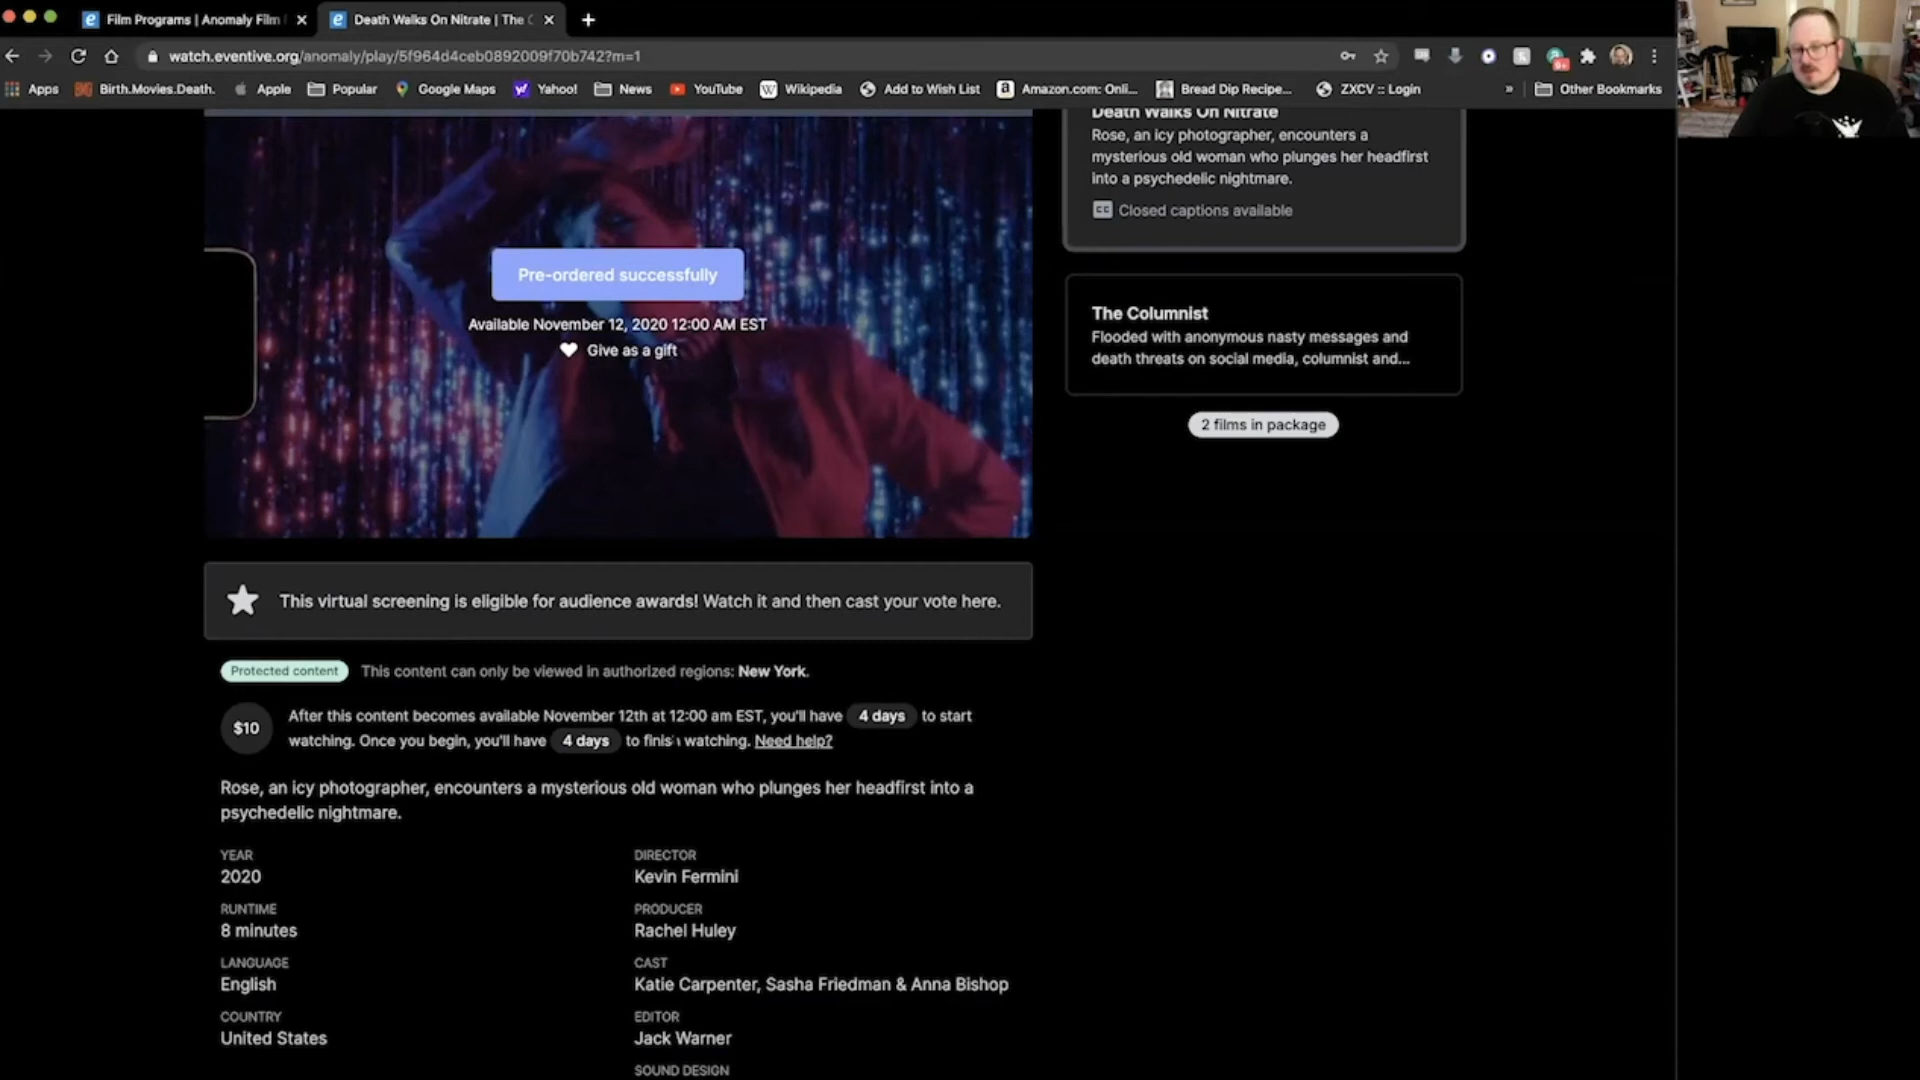 Film Programs | Anomaly Film
Death Walks On Nitrate | The
watch.eventive.org/anomaly/play/5f964d4ceb0892009f70b742?m=1
Apps
Birth.Movies.Death.
Apple
Popular
Google Maps
Yahoo!
News
YouTube
Wikipedia
Add to Wish List
Amazon.com: Onli...
Bread Dip Recipe...
ZXCV :: Login
»
Other Bookmarks
Pre-ordered successfully
Available November 12, 2020 12:00 AM EST
Give as a gift
Death Walks On Nitrate
Rose, an icy photographer, encounters a
mysterious old woman who plunges her headfirst
into a psychedelic nightmare.
CC Closed captions available
The Columnist
Flooded with anonymous nasty messages and
death threats on social media, columnist and...
2 films in package
This virtual screening is eligible for audience awards! Watch it and then cast your vote here.
Protected content This content can only be viewed in authorized regions: New York.
$10
After this content becomes available November 12th at 12:00 am EST, you'll have 4 days to start
watching. Once you begin, you'll have 4 days to finish watching. Need help?
Rose, an icy photographer, encounters a mysterious old woman who plunges her headfirst into a
psychedelic nightmare.
YEAR
2020
RUNTIME
8 minutes
LANGUAGE
English
COUNTRY
United States
DIRECTOR
Kevin Fermini
PRODUCER
Rachel Huley
CAST
Katie Carpenter, Sasha Friedman & Anna Bishop
EDITOR
Jack Warner
SOUND DESIGN